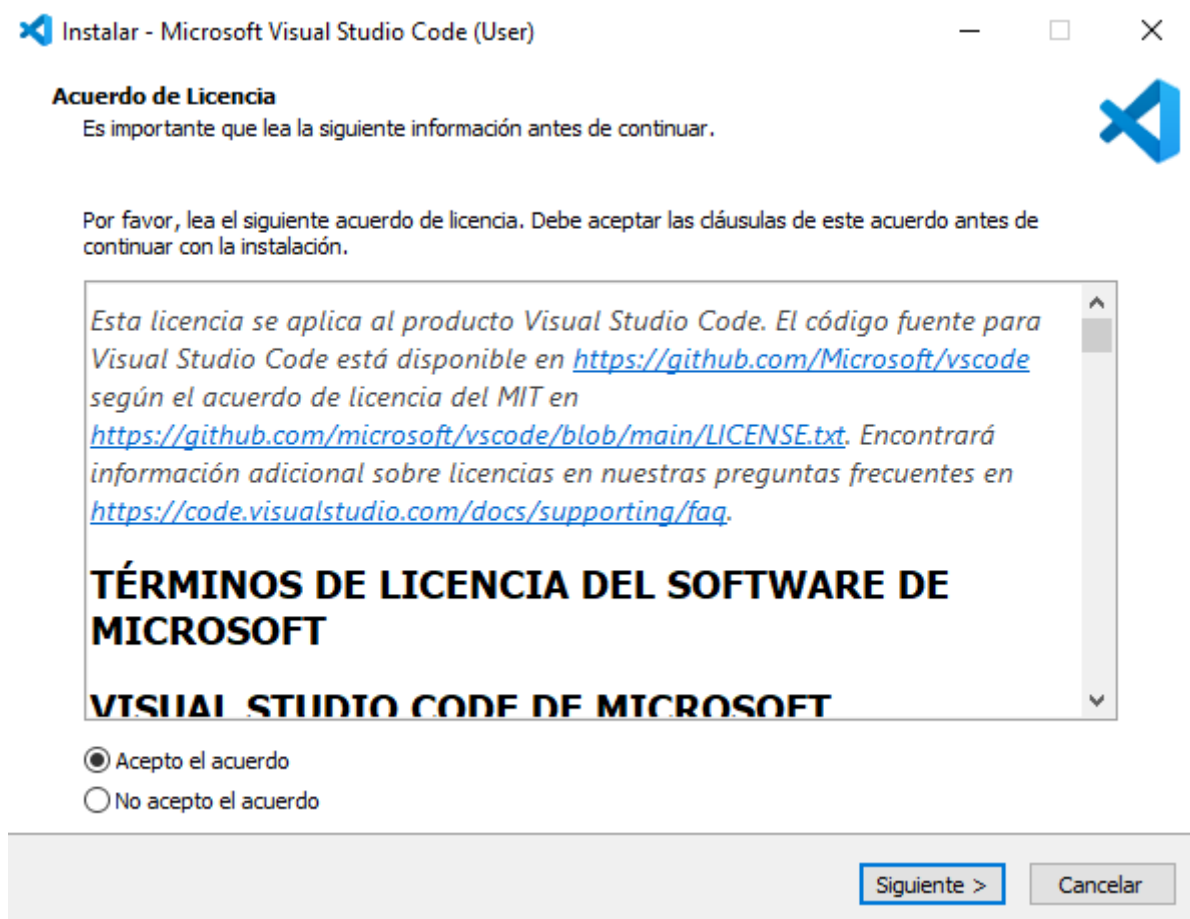 Instalar - Microsoft Visual Studio Code (User)
Acuerdo de Licencia
Es importante que lea la siguiente información antes de continuar.
Por favor, lea el siguiente acuerdo de licencia. Debe aceptar las cláusulas de este acuerdo antes de
continuar con la instalación.
Esta licencia se aplica al producto Visual Studio Code. El código fuente para
Visual Studio Code está disponible en https://github.com/Microsoft/vscode
según el acuerdo de licencia del MIT en
https://github.com/microsoft/vscode/blob/main/LICENSE.txt. Encontrará
información adicional sobre licencias en nuestras preguntas frecuentes en
https://code.visualstudio.com/docs/supporting/faq.
TÉRMINOS DE LICENCIA DEL SOFTWARE DE
MICROSOFT
VISUAL STUDIO CODE DE MICROSOFT
Acepto el acuerdo
No acepto el acuerdo
Siguiente >
Cancelar